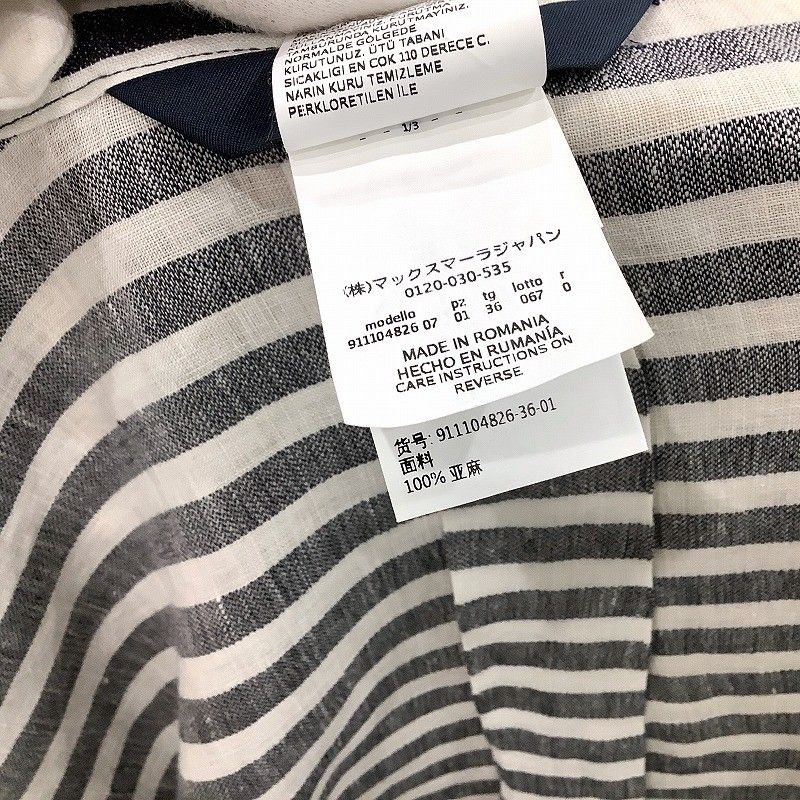 TAMBURUNDA KURUTMAYINIZ.
NORMALDE GÖLGEDE
KURUTUNUZ. ÜTÜ TABANI
SICAKLIGI EN COK 110 DERECE C.
NARIN KURU TEMIZLEME
PERKLORETILEN ILE
1/3
(株)マックスマーラジャパン
0120-030-535
modello pz tg lotto r
911104826 07 01 36 067 0
MADE IN ROMANIA
HECHO EN RUMANÍA
CARE INSTRUCTIONS ON
REVERSE
货号: 911104826-36-01
面料
100% 亚麻